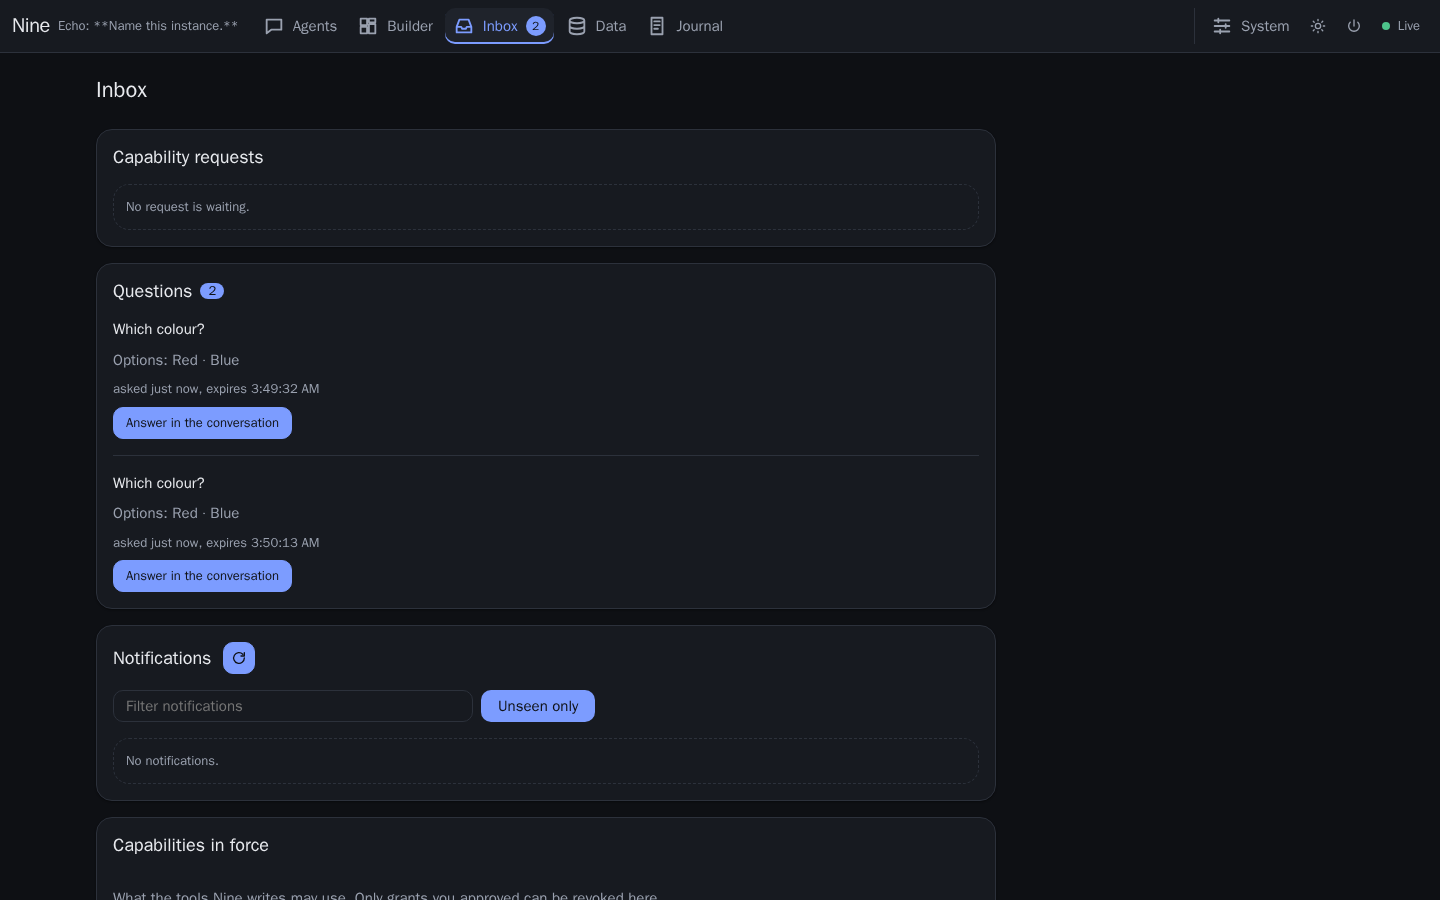 Nine Echo: **Name this instance.** Agents Builder Inbox 2 Data Journal System Live
Inbox
Capability requests
No request is waiting.
Questions 2
Which colour?
Options: Red · Blue
asked just now, expires 3:49:32 AM
Answer in the conversation
Which colour?
Options: Red · Blue
asked just now, expires 3:50:13 AM
Answer in the conversation
Notifications
Filter notifications Unseen only
No notifications.
Capabilities in force
What the tools Nine writes may use. Only grants you approved can be revoked here.